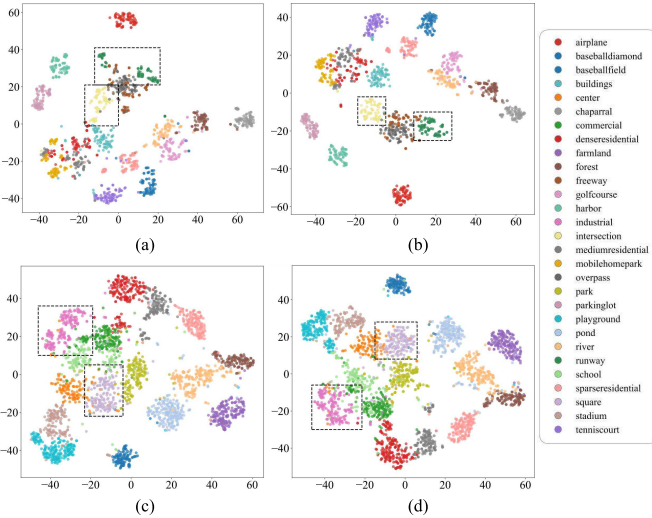 60
40
20
0
−20
−40
−40 −20 0 20 40 60
(a)
40
20
0
−20
−40
−60
−40 −20 0 20 40 60
(b)
40
20
0
−20
−40
−40 −20 0 20 40 60
(c)
40
20
0
−20
−40
−40 −20 0 20 40 60
(d)
airplane
baseballdiamond
baseballfield
buildings
center
chaparral
commercial
denseresidential
farmland
forest
freeway
golfcourse
harbor
industrial
intersection
mediumresidential
mobilehomepark
overpass
park
parkinglot
playground
pond
river
runway
school
sparseresidential
square
stadium
tenniscourt